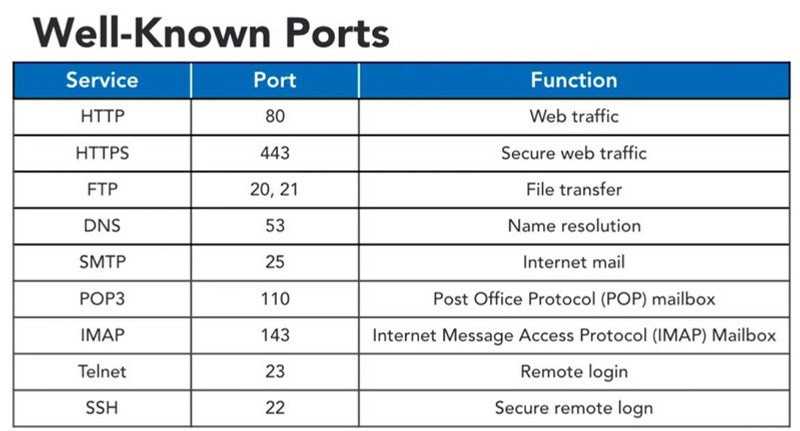 Well-Known Ports
Service Port Function
HTTP 80 Web traffic
HTTPS 443 Secure web traffic
FTP 20, 21 File transfer
DNS 53 Name resolution
SMTP 25 Internet mail
POP3 110 Post Office Protocol (POP) mailbox
IMAP 143 Internet Message Access Protocol (IMAP) Mailbox
Telnet 23 Remote login
SSH 22 Secure remote logn